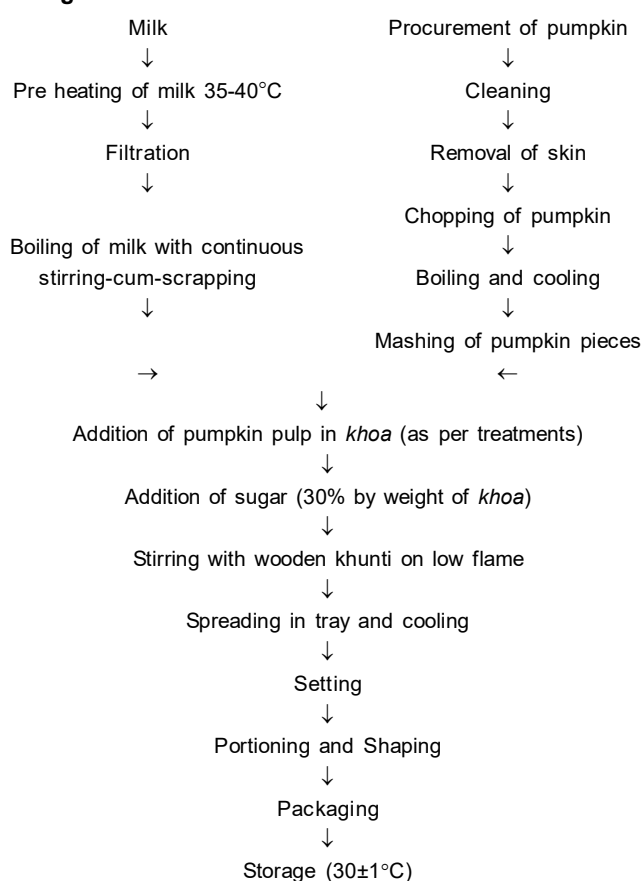 Milk
↓
Pre heating of milk 35-40°C
↓
Filtration
↓
Boiling of milk with continuous
stirring-cum-scrapping
↓
→
Procurement of pumpkin
↓
Cleaning
↓
Removal of skin
↓
Chopping of pumpkin
↓
Boiling and cooling
↓
Mashing of pumpkin pieces
←
↓
Addition of pumpkin pulp in khoa (as per treatments)
↓
Addition of sugar (30% by weight of khoa)
↓
Stirring with wooden khunti on low flame
↓
Spreading in tray and cooling
↓
Setting
↓
Portioning and Shaping
↓
Packaging
↓
Storage (30±1°C)